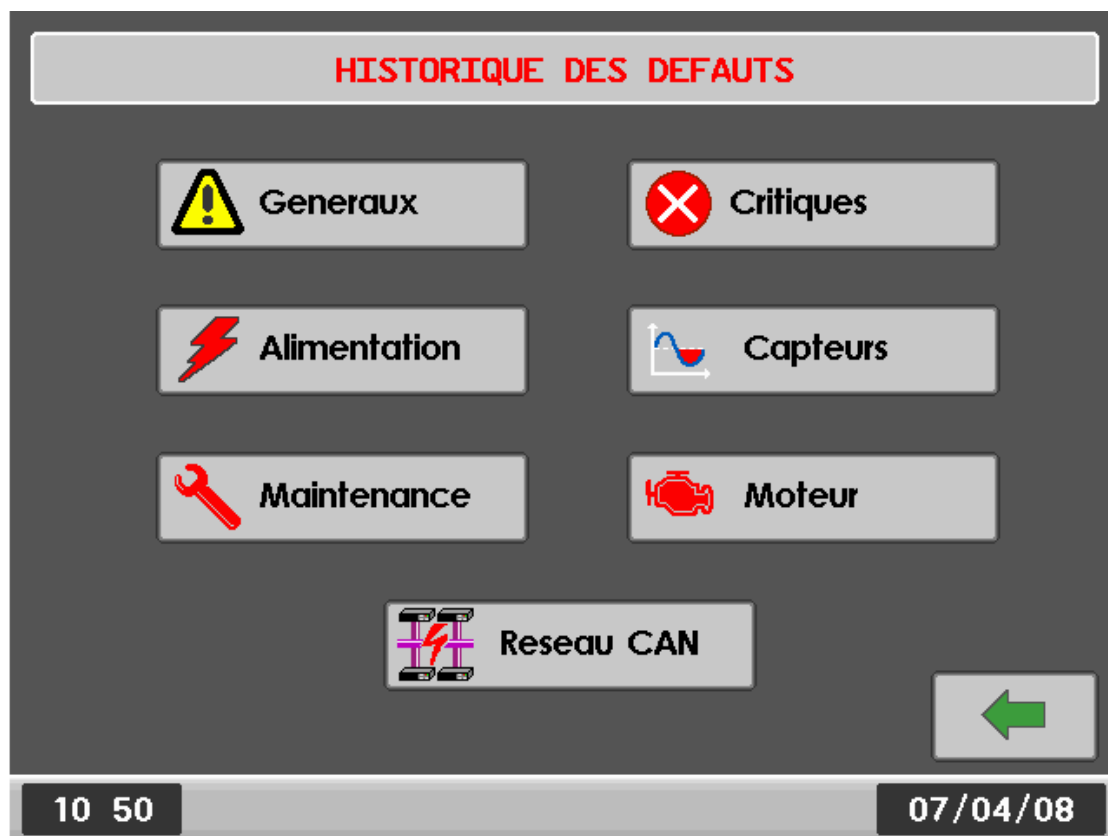 HISTORIQUE DES DEFAUTS
Generaux
Critiques
Alimentation
Capteurs
Maintenance
Moteur
Reseau CAN
10 50
07/04/08